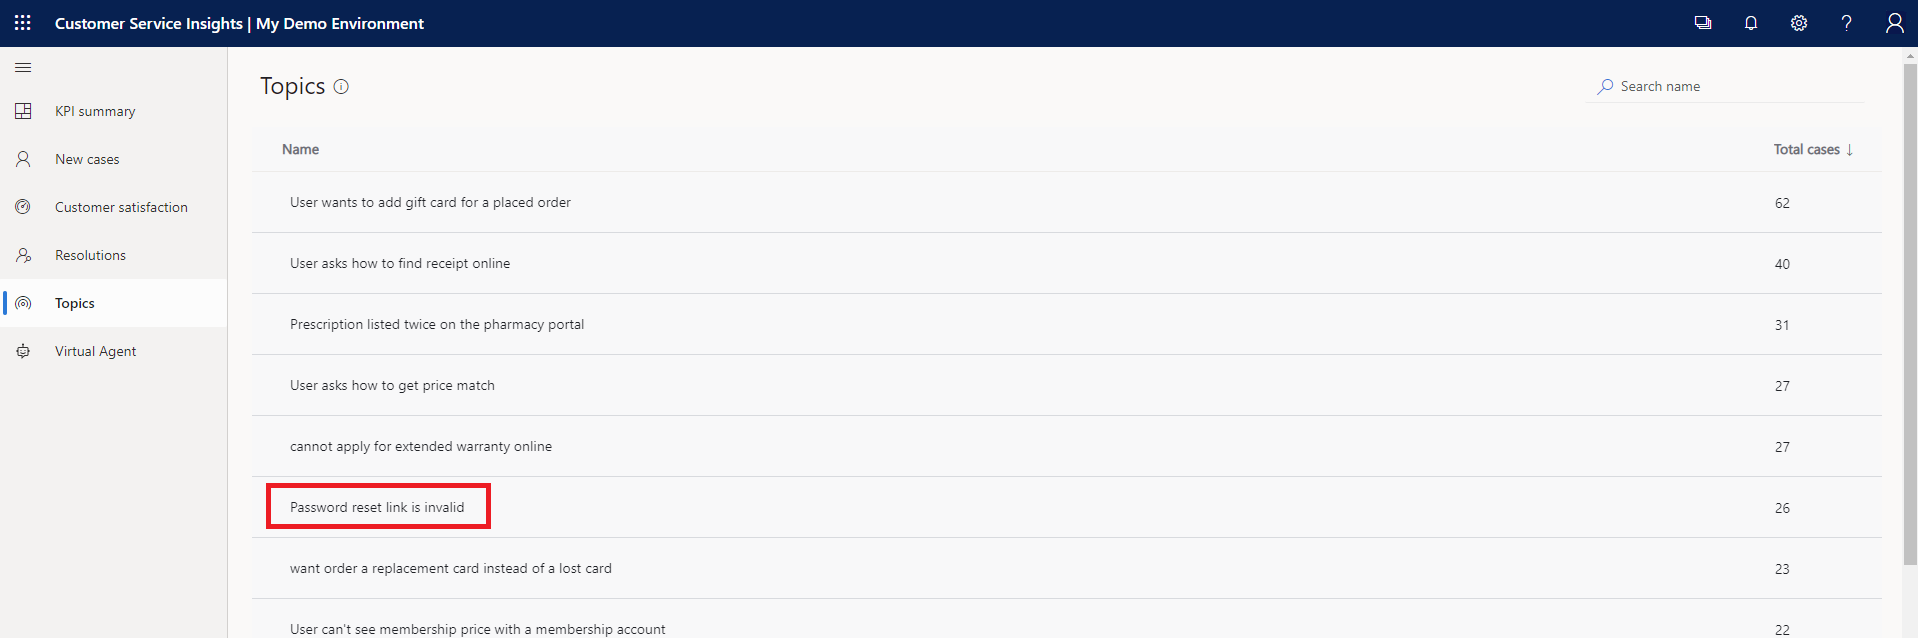 Customer Service Insights | My Demo Environment
Topics
Search name
KPI summary
New cases
Customer satisfaction
Resolutions
Topics
Virtual Agent
Name Total cases ↓
User wants to add gift card for a placed order 62
User asks how to find receipt online 40
Prescription listed twice on the pharmacy portal 31
User asks how to get price match 27
cannot apply for extended warranty online 27
Password reset link is invalid 26
want order a replacement card instead of a lost card 23
User can't see membership price with a membership account 22